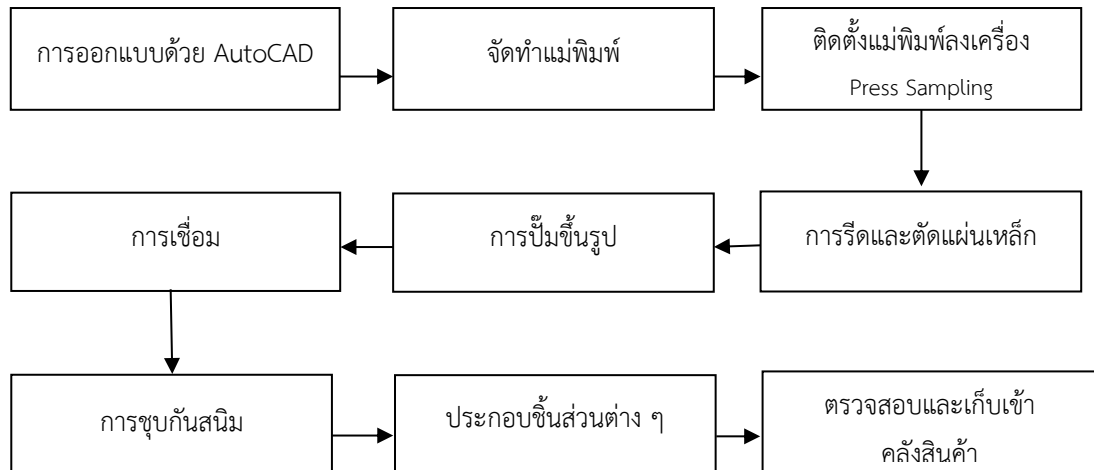 การออกแบบด้วย AutoCAD
จัดทำแม่พิมพ์
ติดตั้งแม่พิมพ์ลงเครื่อง
Press Sampling
การรีดและตัดแผ่นเหล็ก
การปั๊มขึ้นรูป
การเชื่อม
การชุบกันสนิม
ประกอบชิ้นส่วนต่าง ๆ
ตรวจสอบและเก็บเข้า
คลังสินค้า